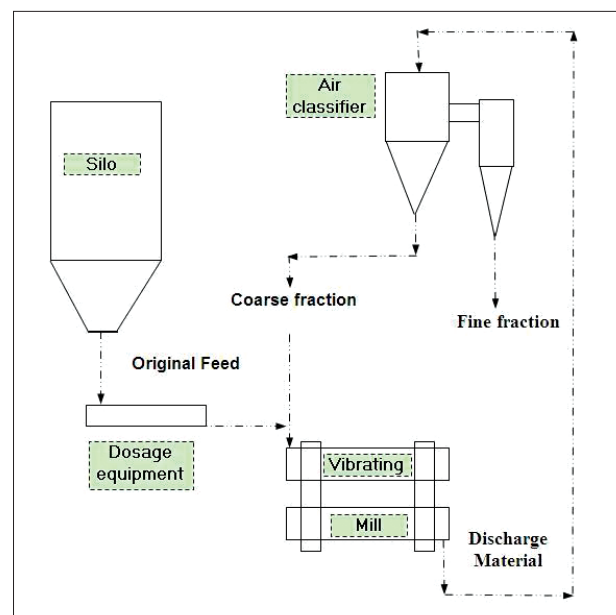 Air
classifier
Silo
Coarse fraction
Fine fraction
Original Feed
Dosage
equipment
Vibrating
Mill
Discharge
Material